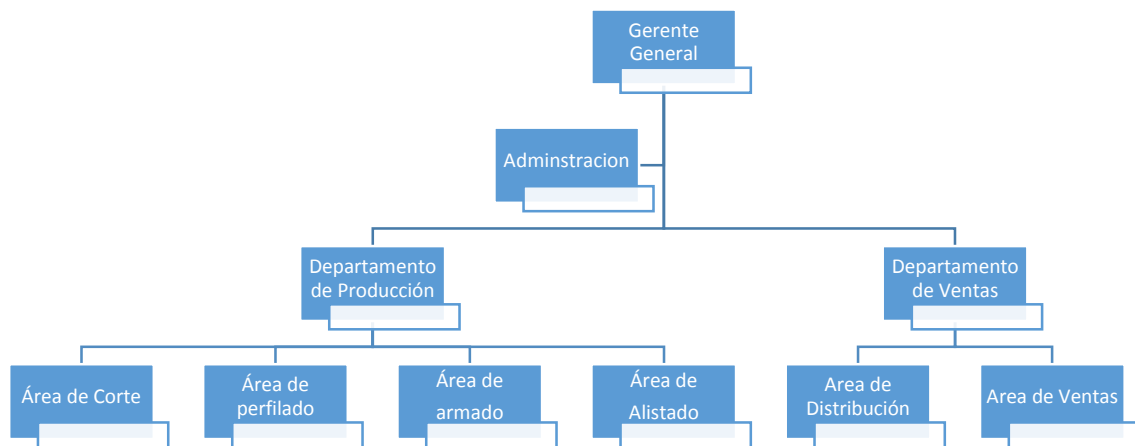 Gerente
General
Adminstracion
Departamento
de Producción
Departamento
de Ventas
Área de Corte
Área de
perfilado
Área de
armado
Área de
Alistado
Area de
Distribución
Area de Ventas